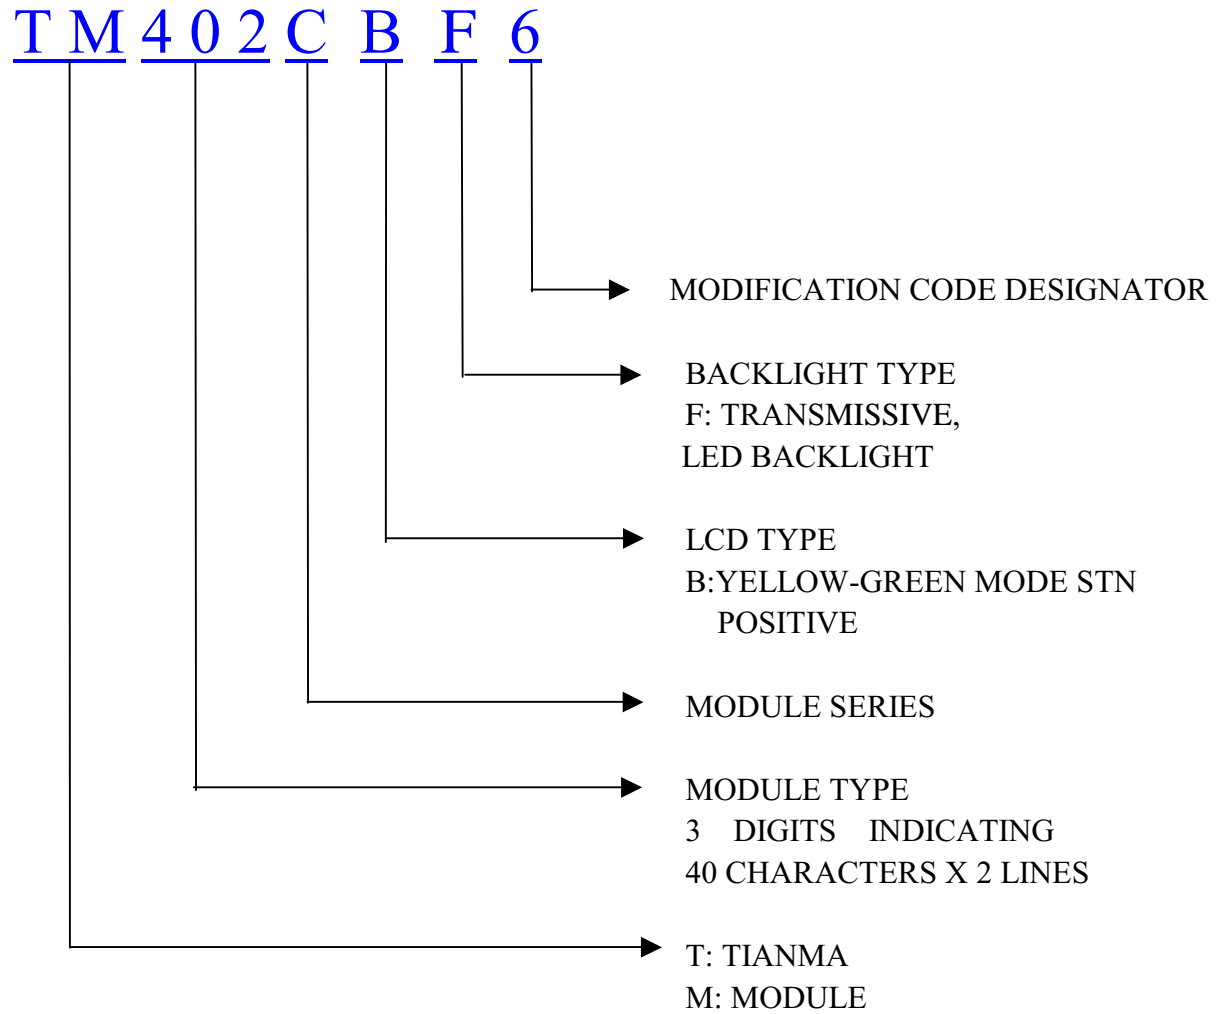 T M 4 0 2 C B F 6
MODIFICATION CODE DESIGNATOR
BACKLIGHT TYPE
F: TRANSMISSIVE,
LED BACKLIGHT
LCD TYPE
B:YELLOW-GREEN MODE STN
POSITIVE
MODULE SERIES
MODULE TYPE
3 DIGITS INDICATING
40 CHARACTERS X 2 LINES
T: TIANMA
M: MODULE